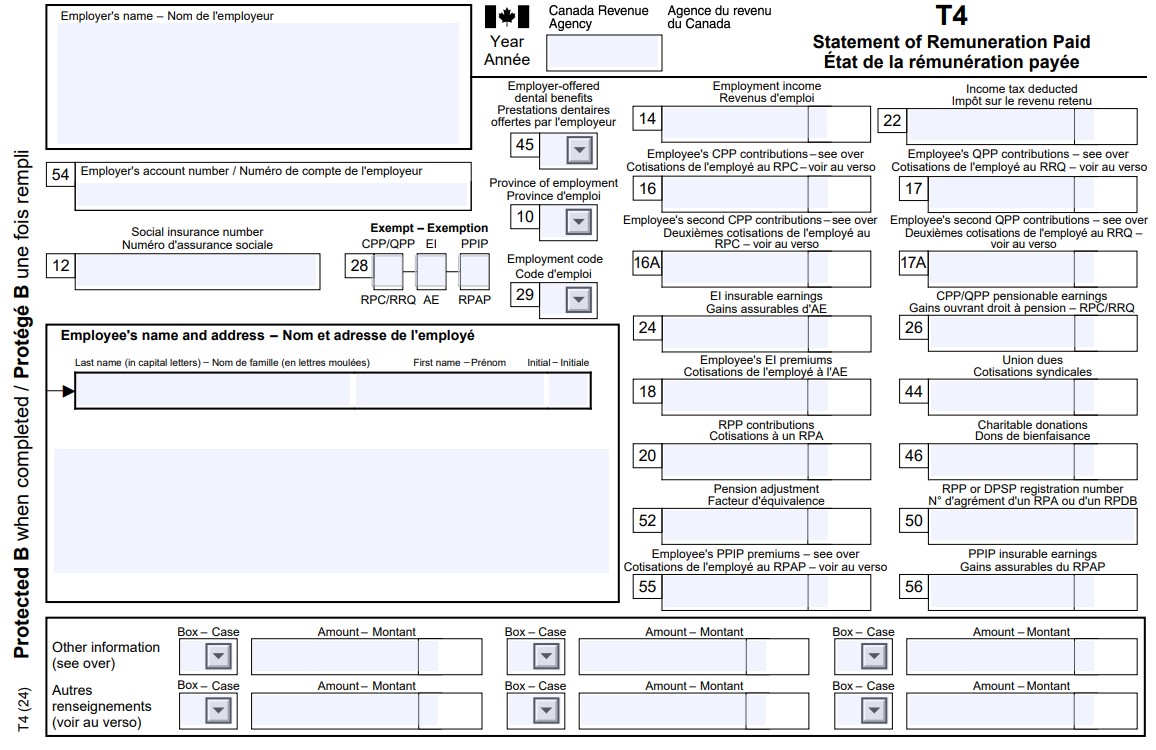 Employer's name – Nom de l'employeur
Canada Revenue Agency
Agence du revenu du Canada
Year
Année
T4
Statement of Remuneration Paid
État de la rémunération payée
54
Employer's account number / Numéro de compte de l'employeur
Social insurance number
Numéro d'assurance sociale
12
Exempt – Exemption
CPP/QPP EI PPIP
28
RPC/RRQ AE RPAP
Employer-offered
dental benefits
Prestations dentaires
offertes par l'employeur
45
Province of employment
Province d'emploi
10
Employment code
Code d'emploi
29
Employment income
Revenus d'emploi
14
Income tax deducted
Impôt sur le revenu retenu
22
Employee's CPP contributions – see over
Cotisations de l'employé au RPC – voir au verso
16
Employee's QPP contributions – see over
Cotisations de l'employé au RRQ – voir au verso
17
Employee's second CPP contributions – see over
Deuxièmes cotisations de l'employé au
RPC – voir au verso
16A
Employee's second QPP contributions – see over
Deuxièmes cotisations de l'employé au RRQ –
voir au verso
17A
EI insurable earnings
Gains assurables d'AE
24
CPP/QPP pensionable earnings
Gains ouvrant droit à pension – RPC/RRQ
26
Employee's EI premiums
Cotisations de l'employé à l'AE
18
Union dues
Cotisations syndicales
44
RPP contributions
Cotisations à un RPA
20
Charitable donations
Dons de bienfaisance
46
Pension adjustment
Facteur d'équivalence
52
RPP or DPSP registration number
N° d'agrément d'un RPA ou d'un RPDB
50
Employee's PPIP premiums – see over
Cotisations de l'employé au RPAP – voir au verso
55
PPIP insurable earnings
Gains assurables du RPAP
56
Employee's name and address – Nom et adresse de l'employé
Last name (in capital letters) – Nom de famille (en lettres moulées) First name – Prénom Initial – Initiale
Other information
(see over)
Box – Case Amount – Montant Box – Case Amount – Montant Box – Case Amount – Montant
Autres
renseignements
(voir au verso)
Box – Case Amount – Montant Box – Case Amount – Montant Box – Case Amount – Montant
Protected B when completed / Protégé B une fois rempli
T4 (24)